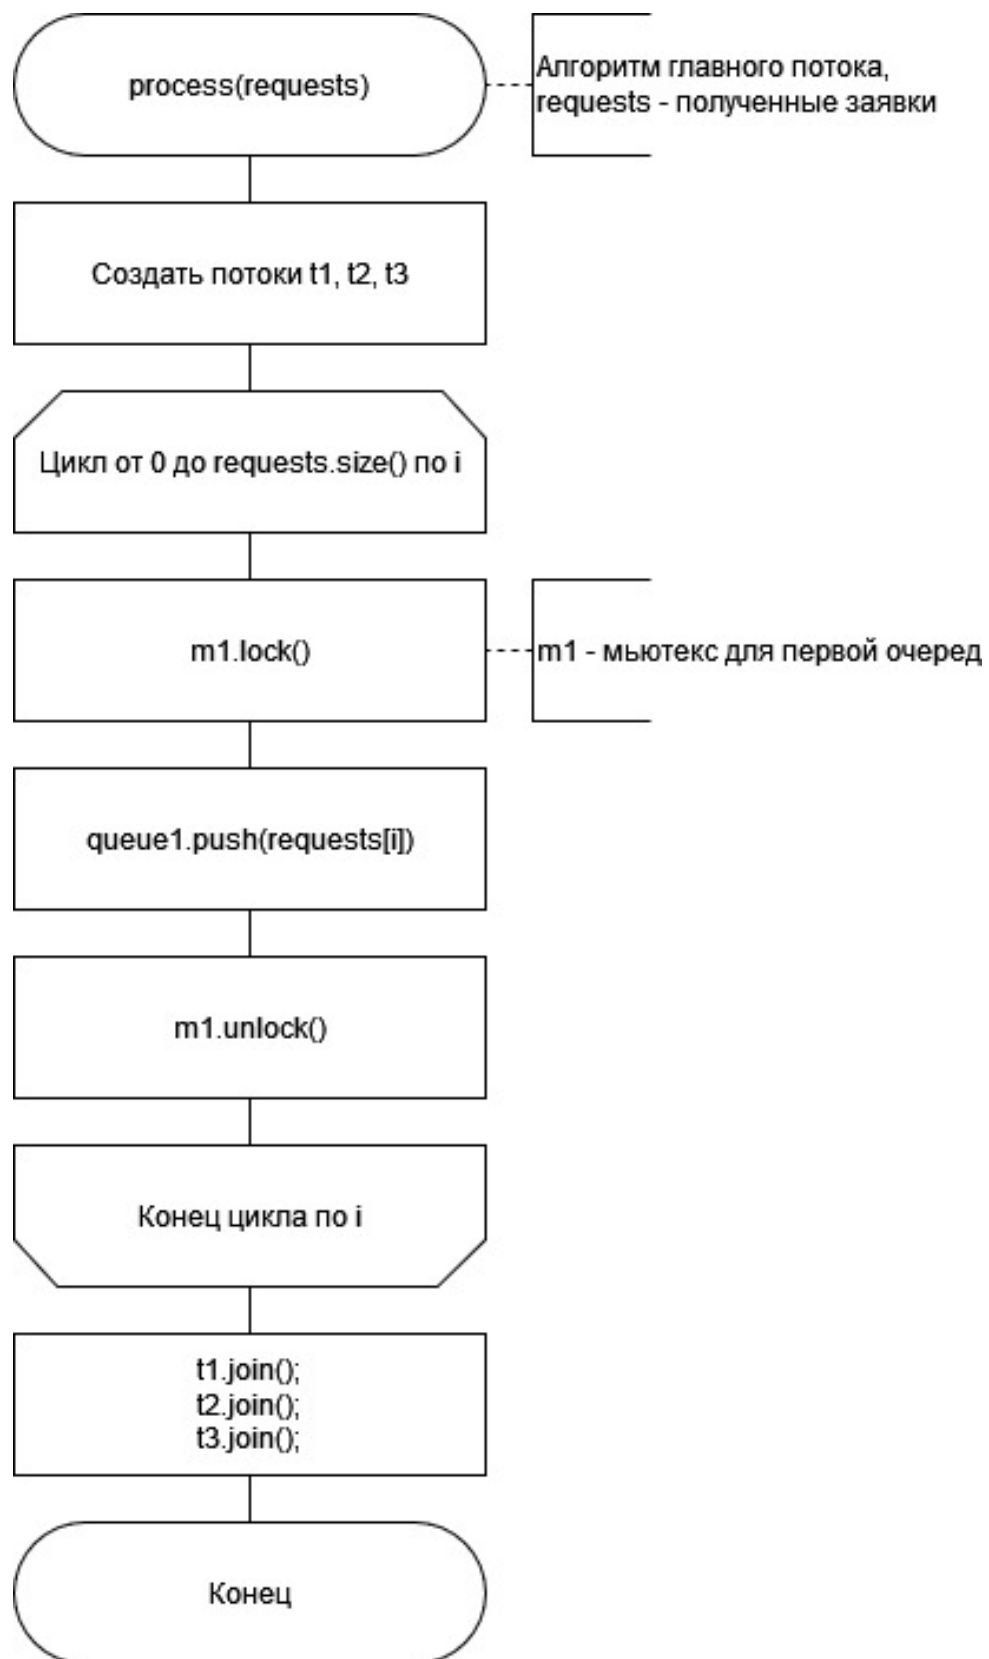 process(requests)
Алгоритм главного потока,
requests - полученные заявки
Создать потоки t1, t2, t3
Цикл от 0 до requests.size() по i
m1.lock()
m1 - мьютекс для первой очеред
queue1.push(requests[i])
m1.unlock()
Конец цикла по i
t1.join();
t2.join();
t3.join();
Конец